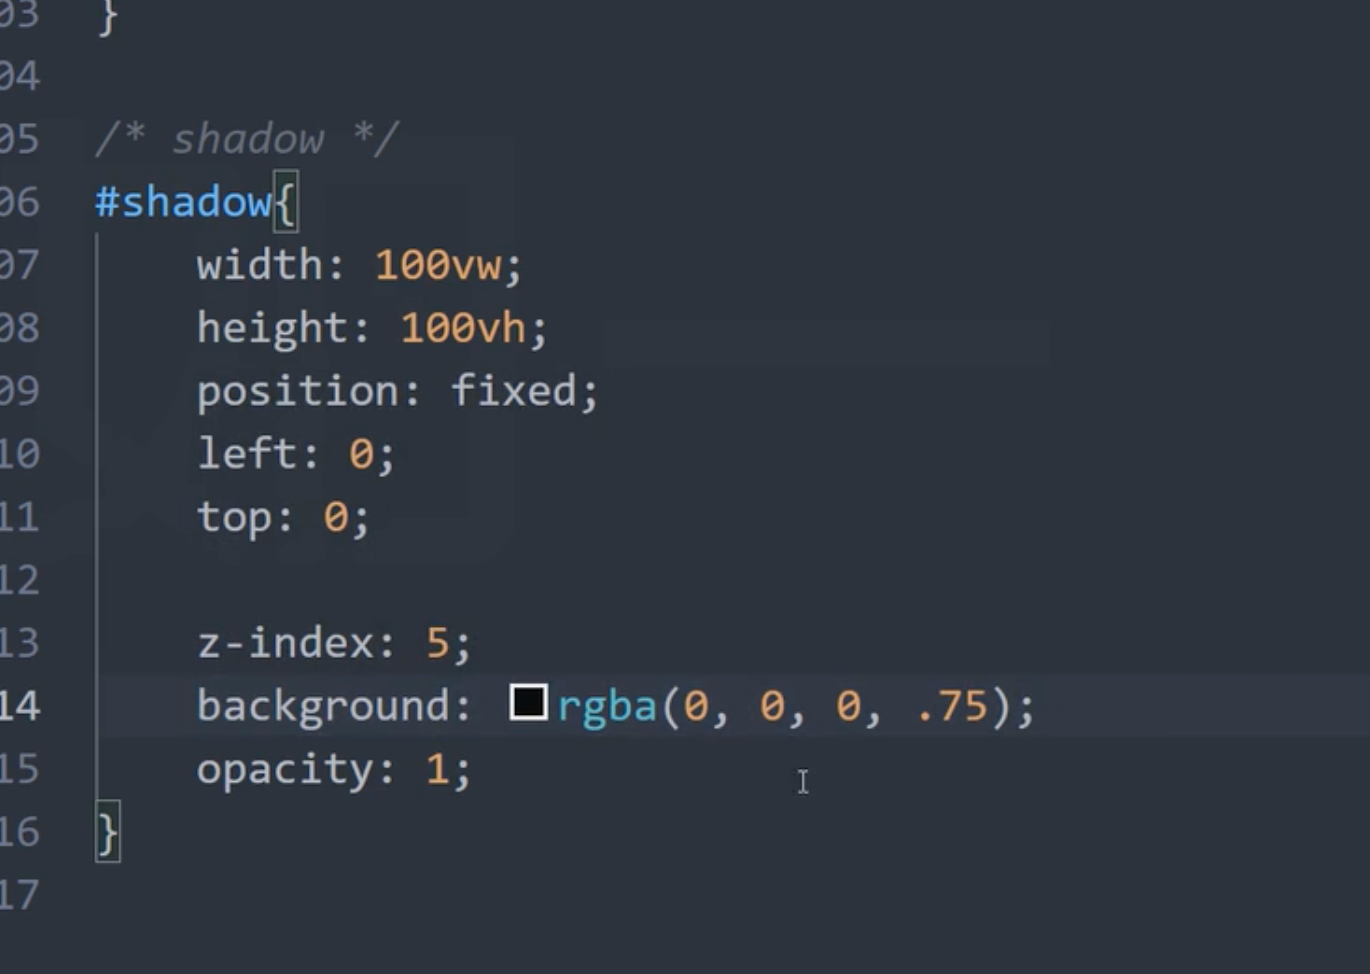 03 }
04
05 /* shadow */
06 #shadow{
07 width: 100vw;
08 height: 100vh;
09 position: fixed;
10 left: 0;
11 top: 0;
12
13 z-index: 5;
14 background: rgba(0, 0, 0, .75);
15 opacity: 1;
16 }
17